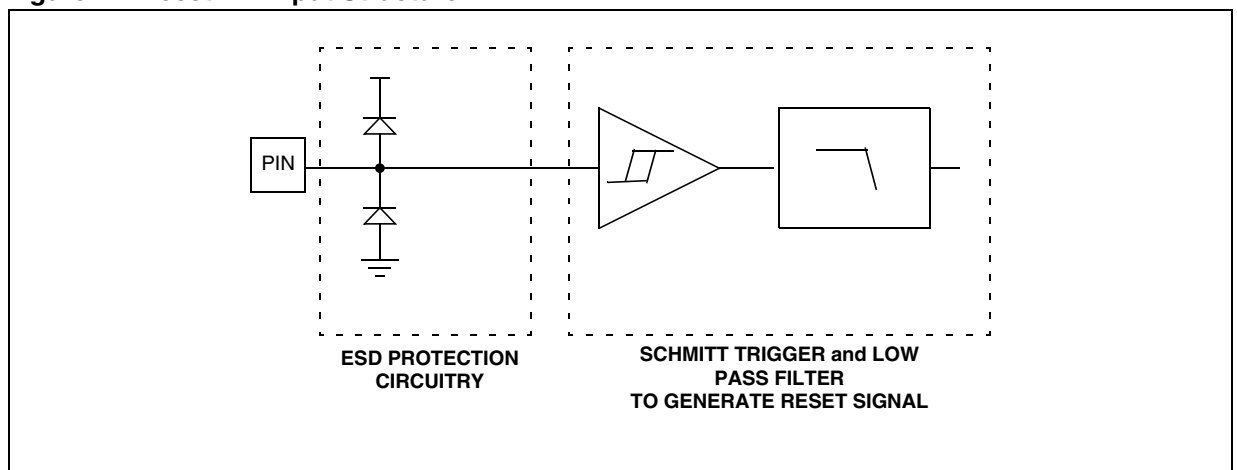 PIN
ESD PROTECTION
CIRCUITRY
SCHMITT TRIGGER and LOW
PASS FILTER
TO GENERATE RESET SIGNAL